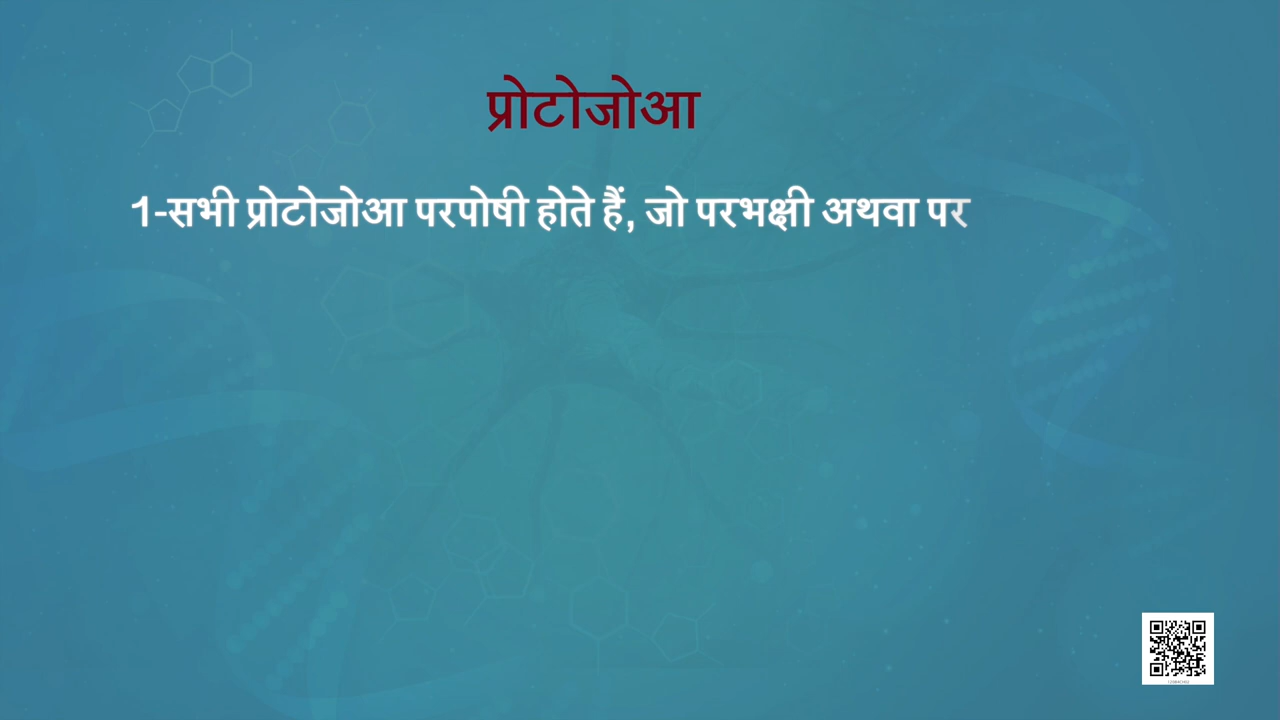 प्रोटोजोआ
1-सभी प्रोटोजोआ परपोषी होते हैं, जो परभक्षी अथवा पर